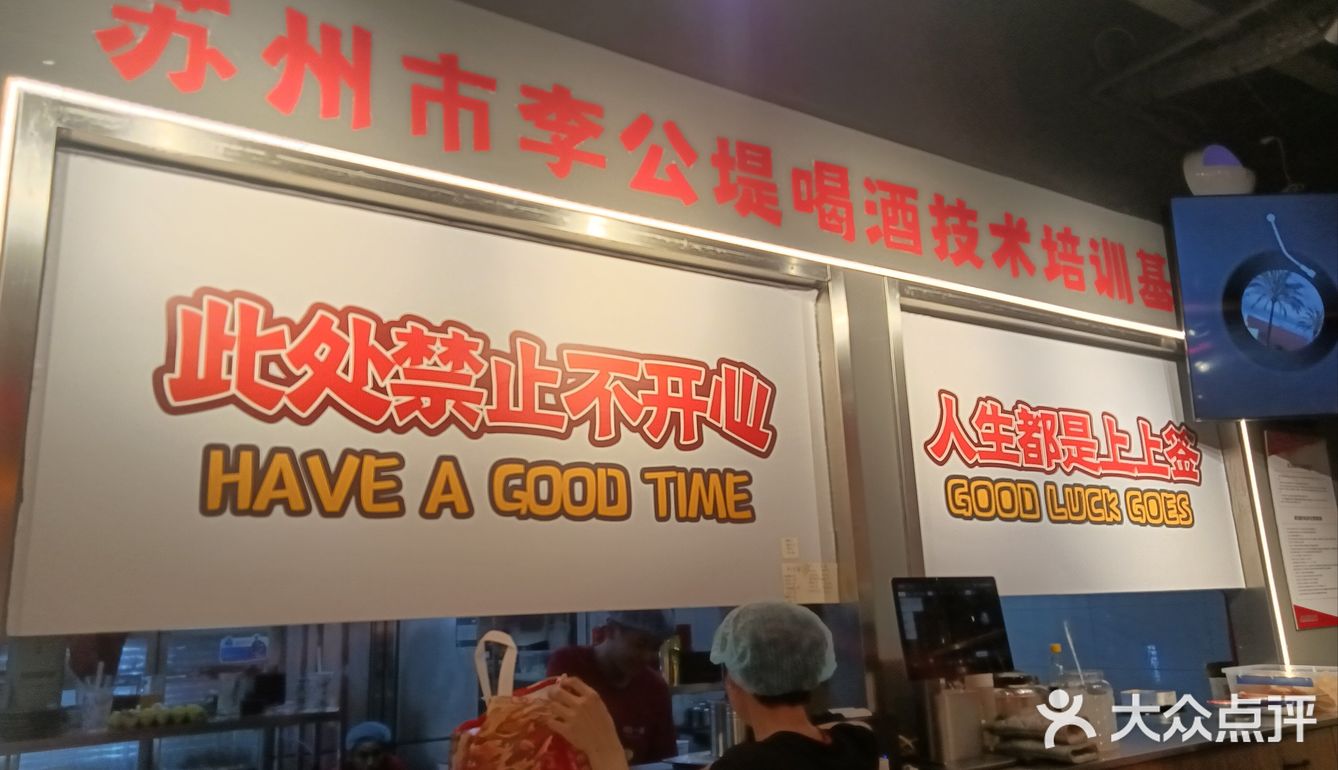 苏州市李公堤喝酒技术培训基
此处禁止不开心
HAVE A GOOD TIME
人生都是上上签
GOOD LUCK GOES
大众点评